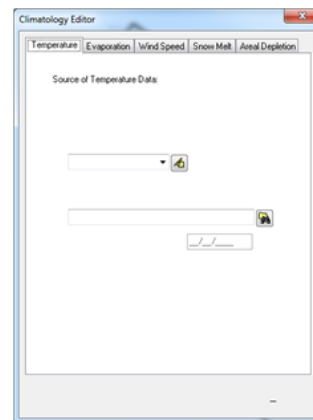 Climatology Editor
Temperature Evaporation Wind Speed Snow Melt Areal Depletion
Source of Temperature Data:
__/__/____